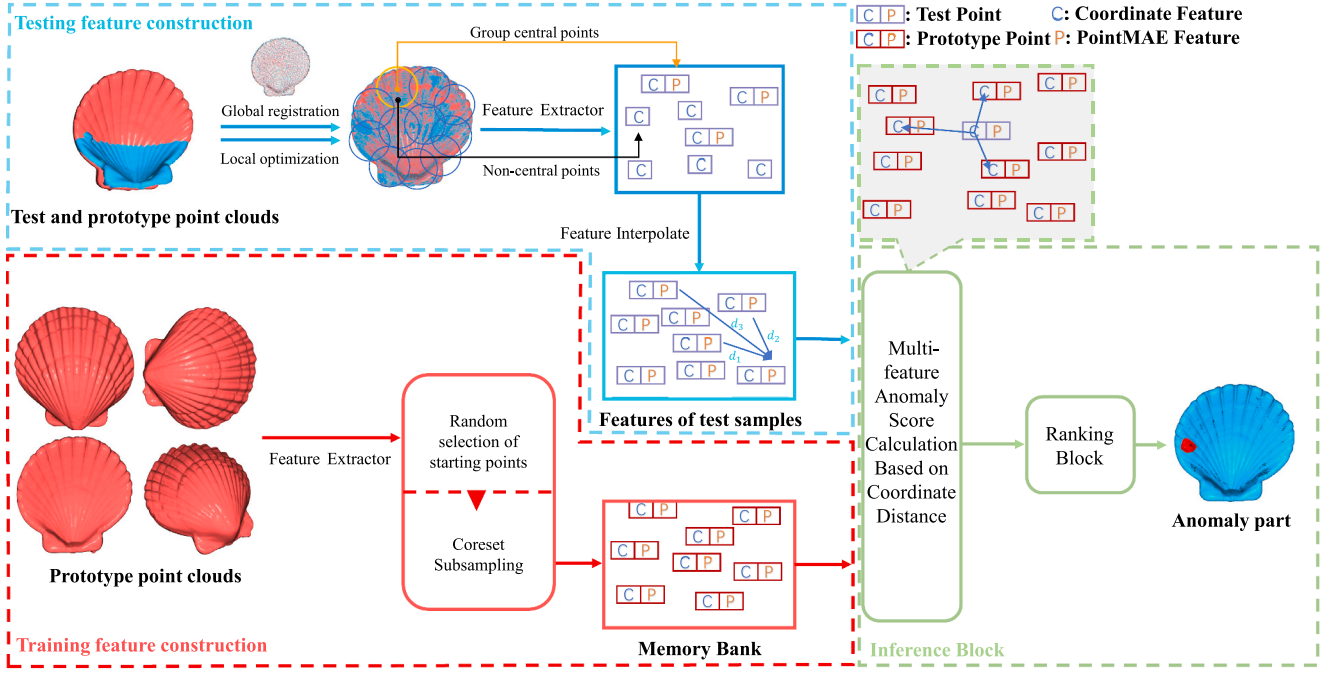 Testing feature construction
C P : Test Point C: Coordinate Feature
C P : Prototype Point P: PointMAE Feature
Group central points
Global registration
Local optimization
Feature Extractor
Non-central points
C P
C P
C
C
C P
C
C
C
C P
C P
C P
C P
C P
C P
C P
C P
C P
C P
C P
Test and prototype point clouds
Feature Interpolate
C P
C P
C P
C P
C P
C P
C P
C P
d3
d2
d1
Features of test samples
Feature Extractor
Random
selection of
starting points
Coreset
Subsampling
Prototype point clouds
C P
C P
C P
C P
C P
C P
C P
C P
Memory Bank
Training feature construction
Multi-
feature
Anomaly
Score
Calculation
Based on
Coordinate
Distance
Ranking
Block
Anomaly part
Inference Block